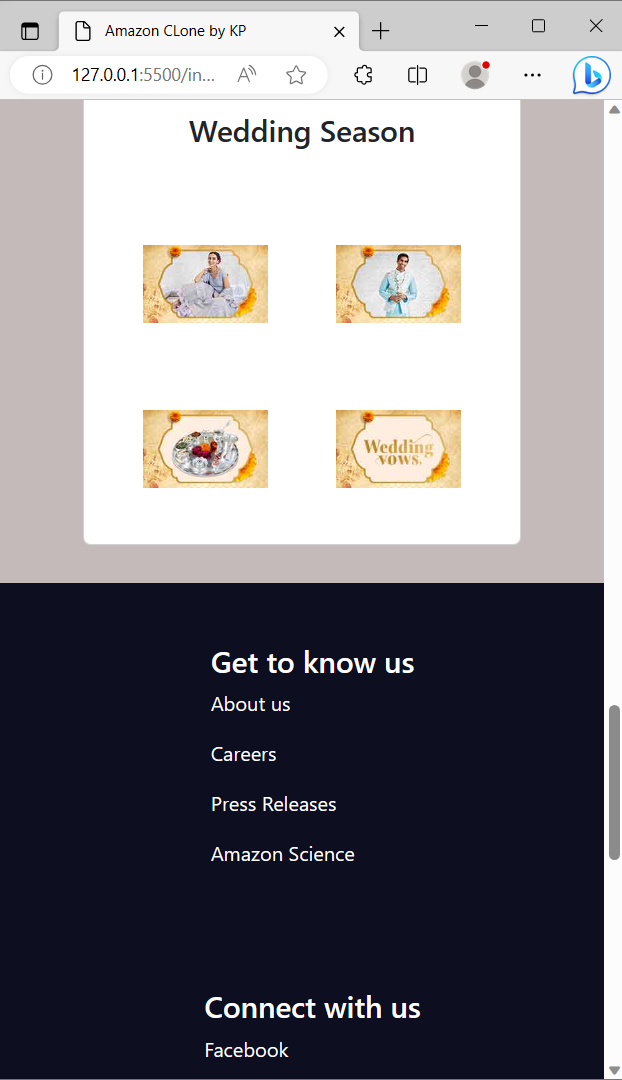 Amazon CLone by KP
127.0.0.1:5500/in...
Wedding Season
Wedding
vows.
Get to know us
About us
Careers
Press Releases
Amazon Science
Connect with us
Facebook